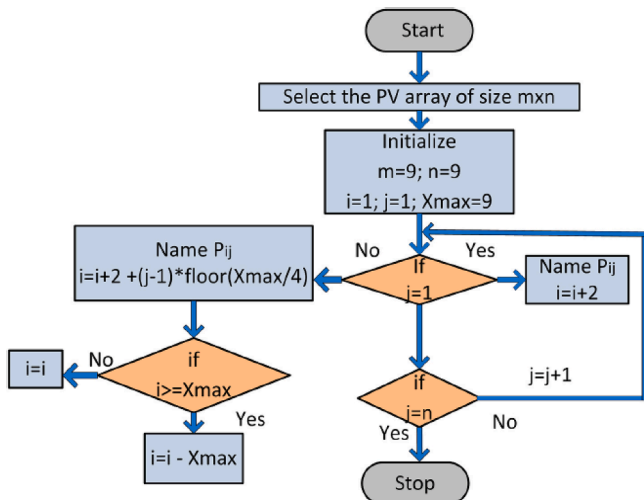 Start
Select the PV array of size mxn
Initialize
m=9; n=9
i=1; j=1; Xmax=9
Name Pij
i=i+2 +(j-1)*floor(Xmax/4)
No
If
j=1
Yes
Name Pij
i=i+2
i=i
No
if
i>=Xmax
Yes
i=i - Xmax
if
j=n
j=j+1
No
Yes
Stop